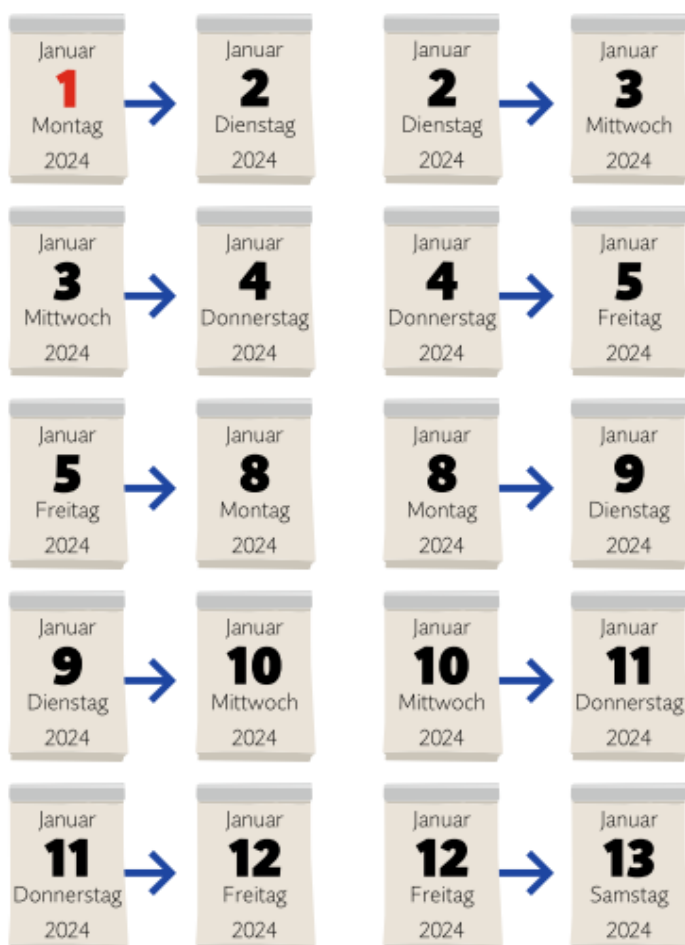 Januar
1
Montag
2024
Januar
2
Dienstag
2024
Januar
2
Dienstag
2024
Januar
3
Mittwoch
2024
Januar
3
Mittwoch
2024
Januar
4
Donnerstag
2024
Januar
4
Donnerstag
2024
Januar
5
Freitag
2024
Januar
5
Freitag
2024
Januar
8
Montag
2024
Januar
8
Montag
2024
Januar
9
Dienstag
2024
Januar
9
Dienstag
2024
Januar
10
Mittwoch
2024
Januar
10
Mittwoch
2024
Januar
11
Donnerstag
2024
Januar
11
Donnerstag
2024
Januar
12
Freitag
2024
Januar
12
Freitag
2024
Januar
13
Samstag
2024